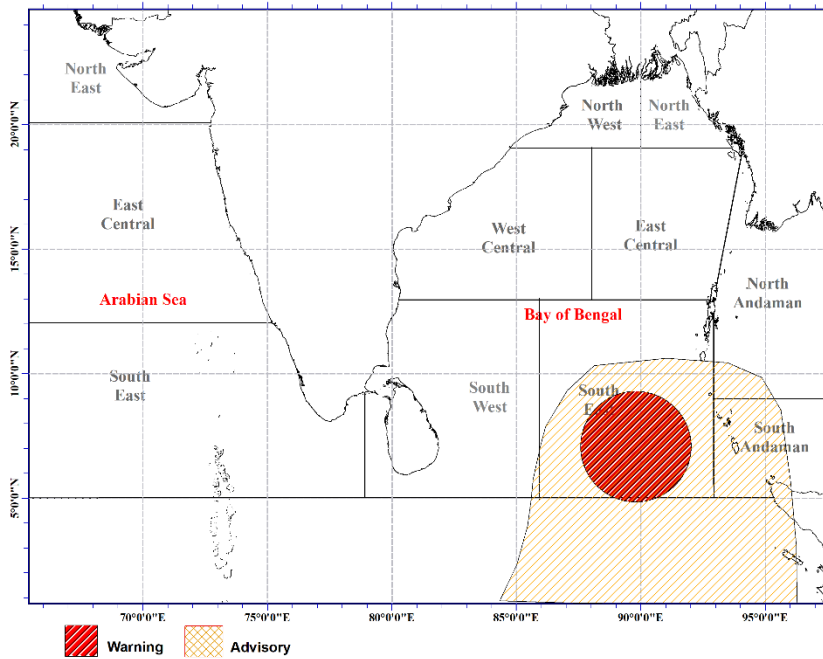 North
East
North
West
North
East
20°0'0"N
East
Central
West
Central
East
Central
15°0'0"N
North
Andaman
Arabian Sea
Bay of Bengal
10°0'0"N
South
East
South
West
South
East
South
Andaman
5°0'0"N
70°0'0"E
75°0'0"E
80°0'0"E
85°0'0"E
90°0'0"E
95°0'0"E
Warning
Advisory